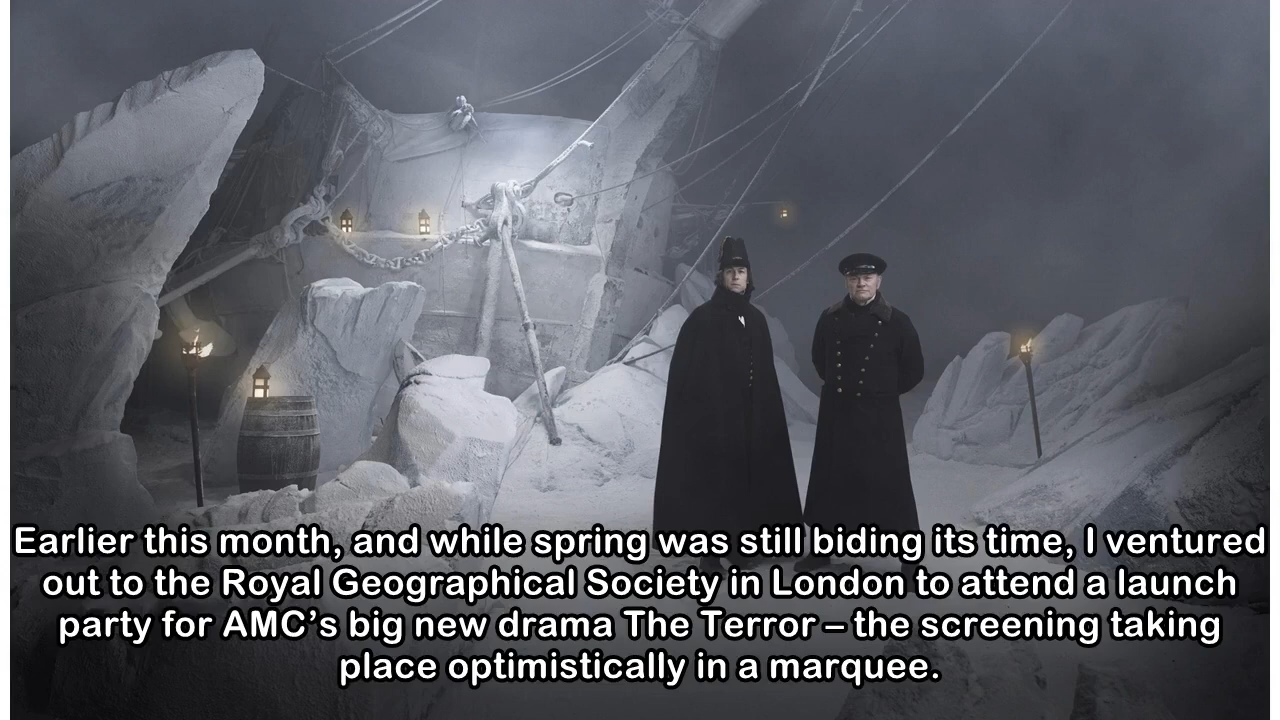 Earlier this month, and while spring was still biding its time, I ventured
out to the Royal Geographical Society in London to attend a launch
party for AMC’s big new drama The Terror – the screening taking
place optimistically in a marquee.